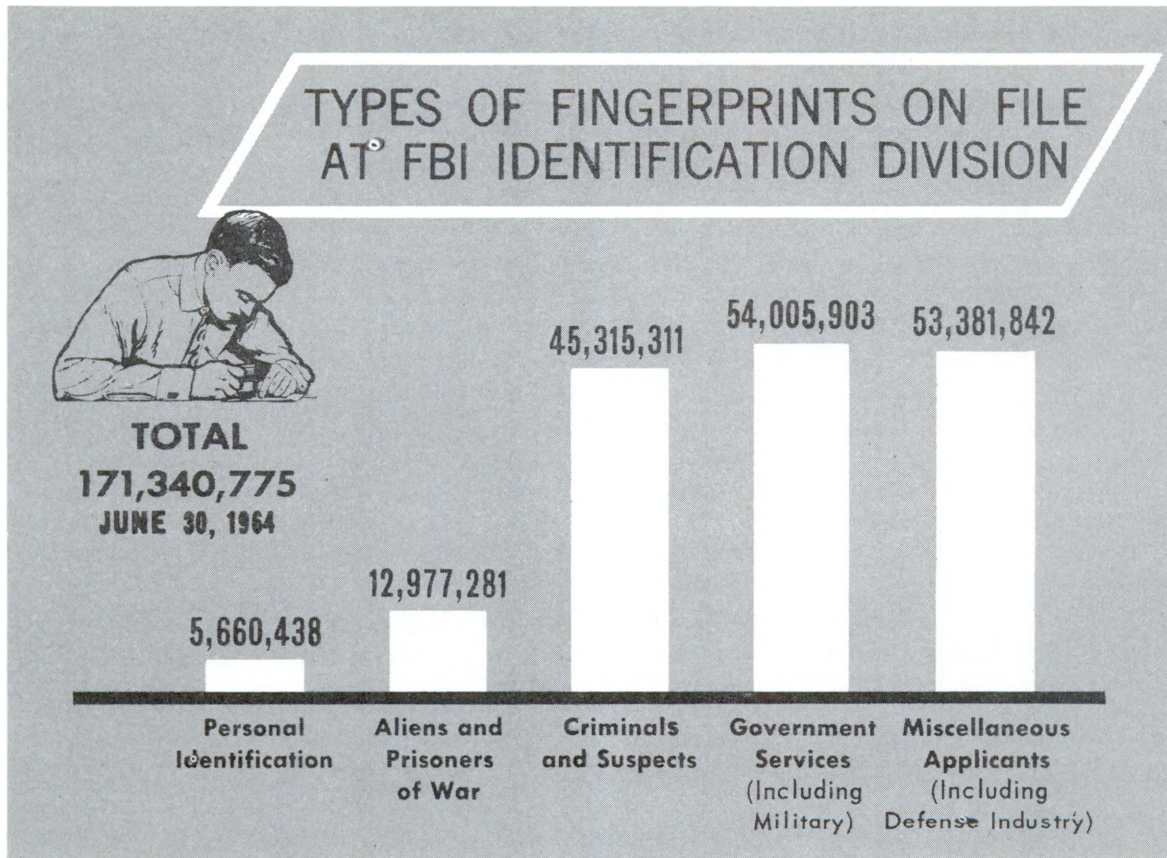 TYPES OF FINGERPRINTS ON FILE
AT FBI IDENTIFICATION DIVISION
TOTAL
171,340,775
JUNE 30, 1964
5,660,438
12,977,281
45,315,311
54,005,903
53,381,842
Personal
Identification
Aliens and
Prisoners
of War
Criminals
and Suspects
Government
Services
(Including
Military)
Miscellaneous
Applicants
(Including
Defense Industry)